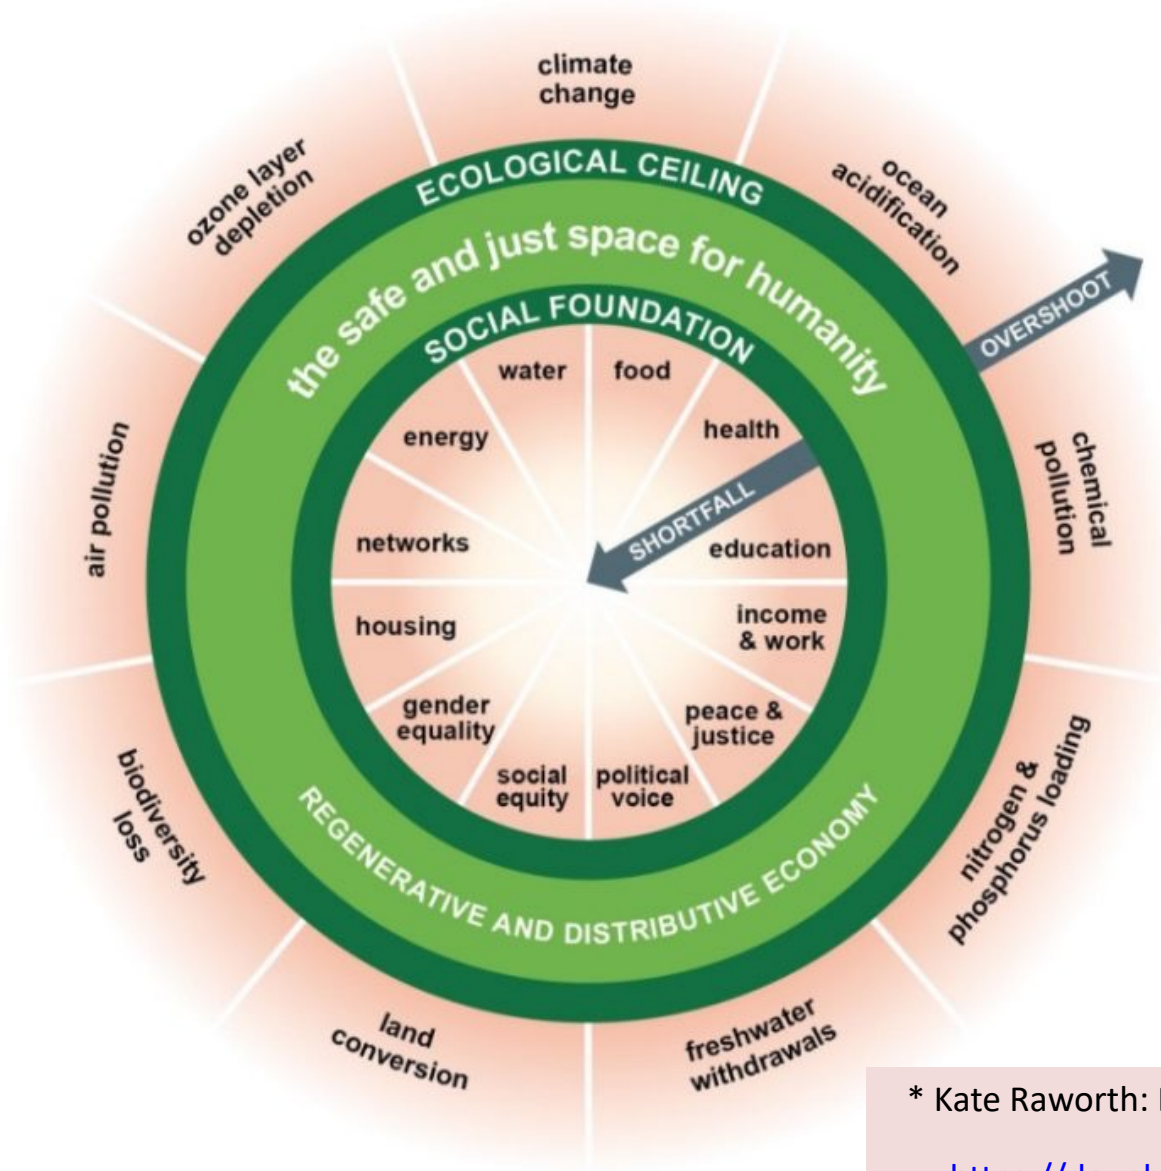 climate
change
ocean
acidification
chemical
pollution
nitrogen &
phosphorus loading
freshwater
withdrawals
land
conversion
biodiversity
loss
air pollution
ozone layer
depletion
ECOLOGICAL CEILING
the safe and just space for humanity
SOCIAL FOUNDATION
OVERSHOOT
SHORTFALL
water
food
health
education
income
& work
peace &
justice
political
voice
social
equity
gender
equality
housing
networks
energy
REGENERATIVE AND DISTRIBUTIVE ECONOMY
* Kate Raworth: